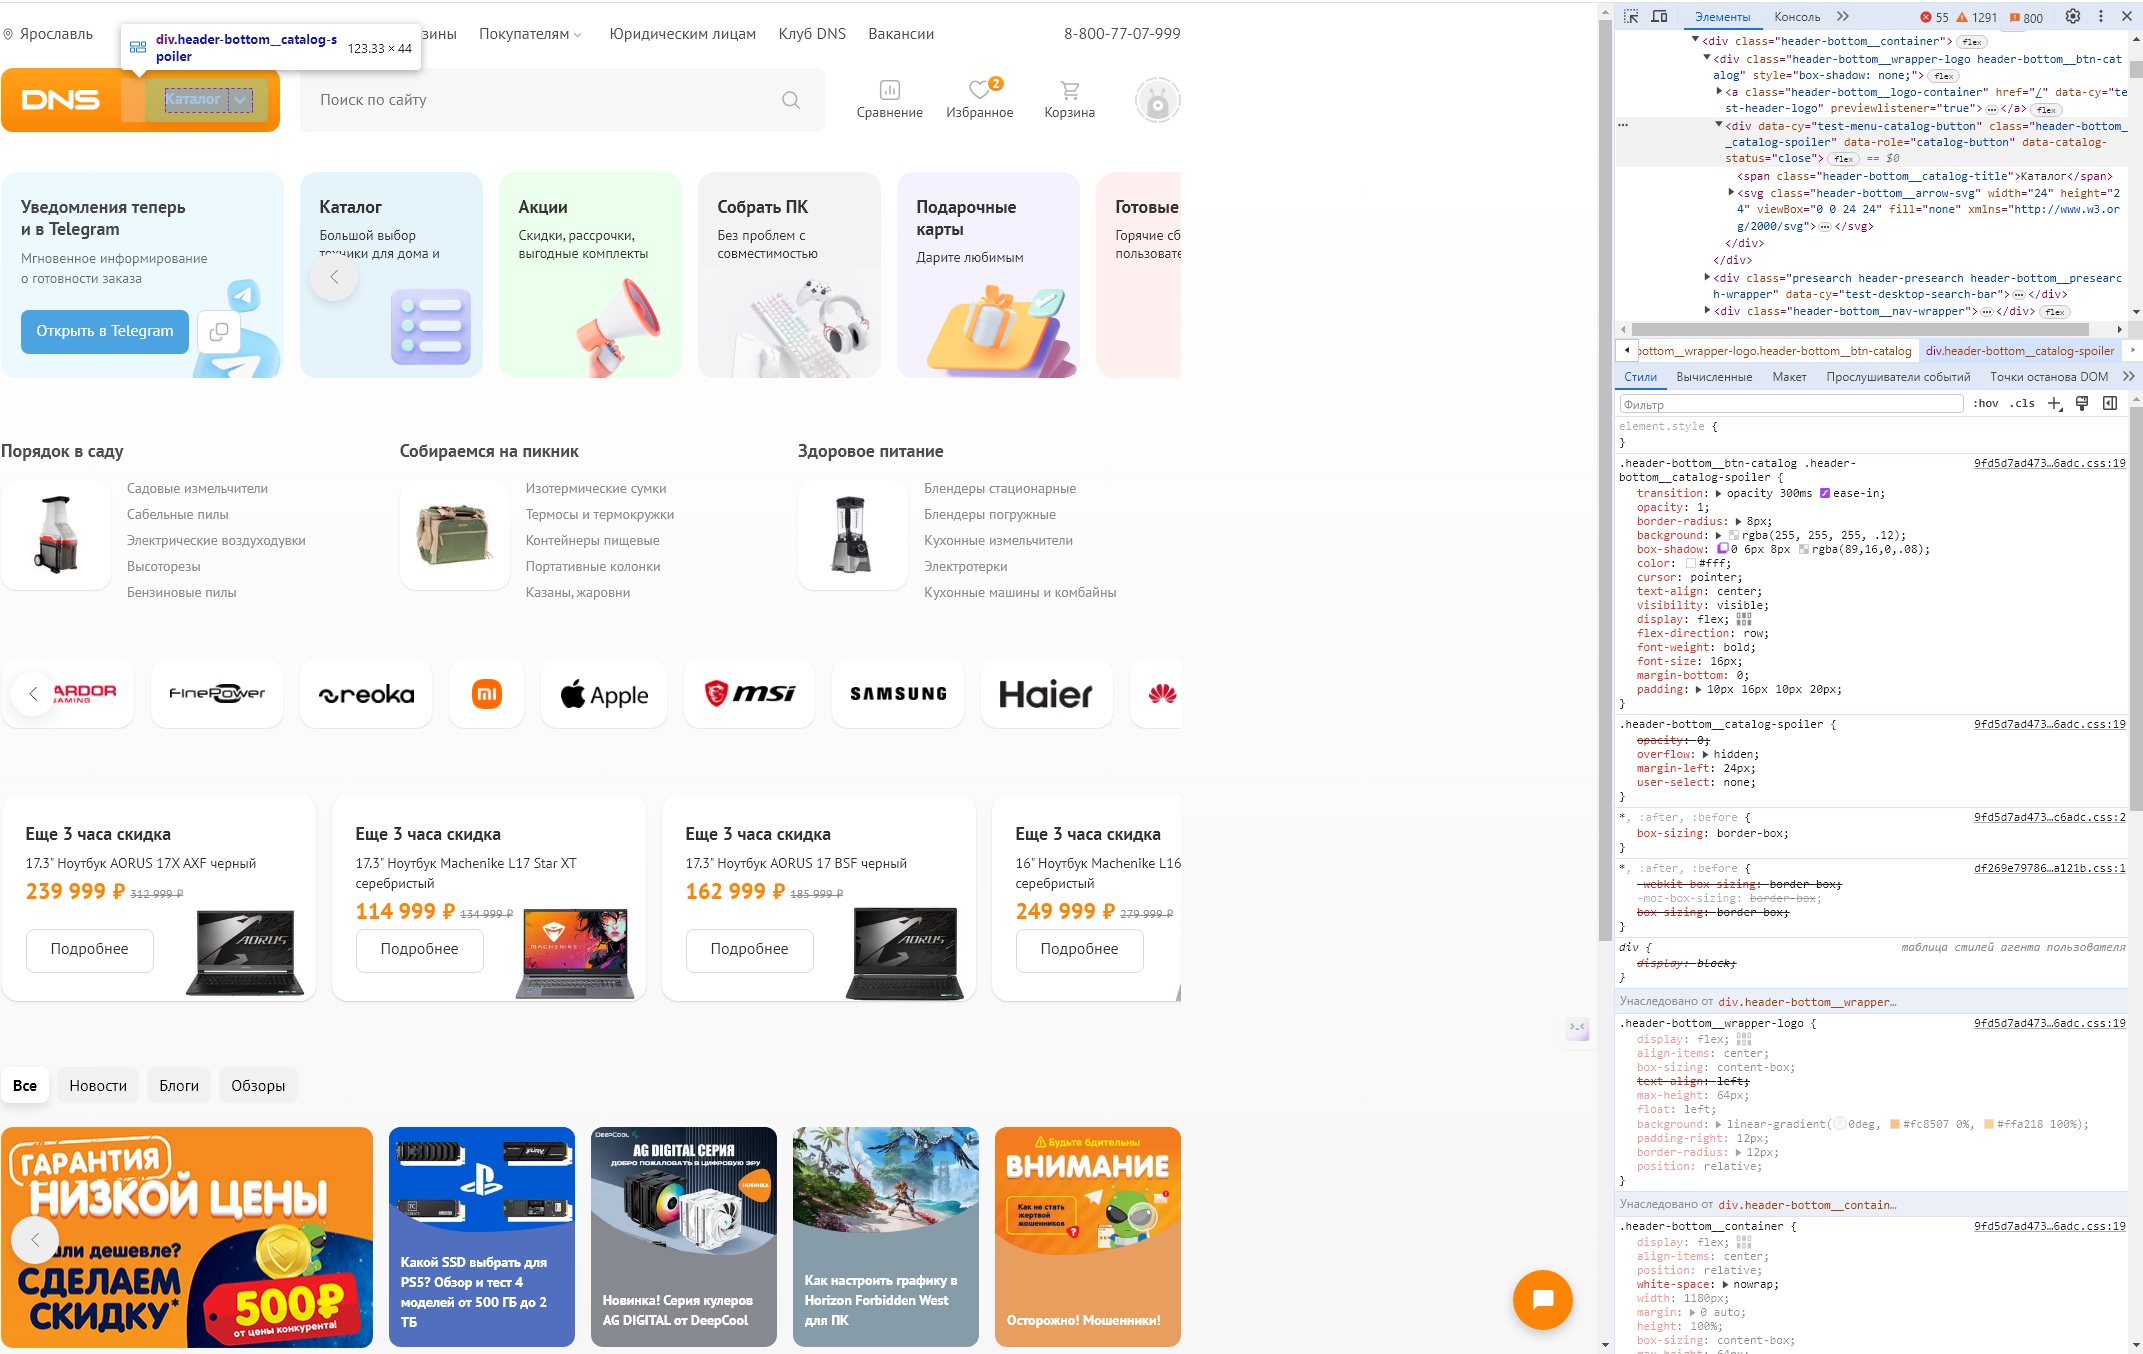 Ярославль
зины
Покупателям
Юридическим лицам
Клуб DNS
Вакансии
8-800-77-07-999
div.header-bottom__catalog-s
poiler
123.33 × 44
DNS
Каталог
Поиск по сайту
Сравнение
2
Избранное
Корзина
Уведомления теперь
и в Telegram
Мгновенное информирование
о готовности заказа
Открыть в Telegram
Каталог
Большой выбор
техники для дома и
Акции
Скидки, рассрочки,
выгодные комплекты
Собрать ПК
Без проблем с
совместимостью
Подарочные
карты
Дарите любимым
Готовые
Горячие сб
пользовате
Порядок в саду
Садовые измельчители
Сабельные пилы
Электрические воздуходувки
Высоторезы
Бензиновые пилы
Собираемся на пикник
Изотермические сумки
Термосы и термокружки
Контейнеры пищевые
Портативные колонки
Казаны, жаровни
Здоровое питание
Блендеры стационарные
Блендеры погружные
Кухонные измельчители
Электротерки
Кухонные машины и комбайны
ARDOR
GAMING
FinePower
reoka
Apple
msi
SAMSUNG
Haier
Еще 3 часа скидка
17.3" Ноутбук AORUS 17X AXF черный
239 999 ₽ 312 999 ₽
Подробнее
Еще 3 часа скидка
17.3" Ноутбук Machenike L17 Star XT
серебристый
114 999 ₽ 134 999 ₽
Подробнее
Еще 3 часа скидка
17.3" Ноутбук AORUS 17 BSF черный
162 999 ₽ 185 999 ₽
Подробнее
Еще 3 часа скидка
16" Ноутбук Machenike L16
серебристый
249 999 ₽ 279 999 ₽
Подробнее
AORUS
MACHENIKE
AORUS
Все
Новости
Блоги
Обзоры
ГАРАНТИЯ
НИЗКОЙ ЦЕНЫ
али дешевле?
СДЕЛАЕМ
СКИДКУ*
500₽
от цены конкурента!
FURY
Какой SSD выбрать для
PS5? Обзор и тест 4
моделей от 500 ГБ до 2
ТБ
DEEPCOOL
AG DIGITAL СЕРИЯ
ДОБРО ПОЖАЛОВАТЬ В ЦИФРОВУЮ ЭРУ
НОВИНКА
Новинка! Серия кулеров
AG DIGITAL от DeepCool
Как настроить графику в
Horizon Forbidden West
для ПК
Будьте бдительны
ВНИМАНИЕ
Как не стать
жертвой
мошенников
Осторожно! Мошенники!
Элементы
Консоль
55
1291
800
<div class="header-bottom__container"> flex
<div class="header-bottom__wrapper-logo header-bottom__btn-cat
alog" style="box-shadow: none;"> flex
<a class="header-bottom__logo-container" href="/" data-cy="te
st-header-logo" previewlistener="true"> ⋯ </a> flex
<div data-cy="test-menu-catalog-button" class="header-bottom_
_catalog-spoiler" data-role="catalog-button" data-catalog-
status="close"> flex == $0
<span class="header-bottom__catalog-title">Каталог</span>
<svg class="header-bottom__arrow-svg" width="24" height="2
4" viewBox="0 0 24 24" fill="none" xmlns="http://www.w3.or
g/2000/svg"> ⋯ </svg>
</div>
</div>
<div class="presearch header-presearch header-bottom__presearc
h-wrapper" data-cy="test-desktop-search-bar"> ⋯ </div>
<div class="header-bottom__nav-wrapper"> ⋯ </div> flex
ottom__wrapper-logo.header-bottom__btn-catalog
div.header-bottom__catalog-spoiler
Стили
Вычисленные
Макет
Прослушиватели событий
Точки останова DOM
Фильтр
:hov
.cls
element.style {
}
.header-bottom__btn-catalog .header- 9fd5d7ad473…6adc.css:19
bottom__catalog-spoiler {
transition: opacity 300ms ease-in;
opacity: 1;
border-radius: 8px;
background: rgba(255, 255, 255, .12);
box-shadow: 0 6px 8px rgba(89,16,0,.08);
color: #fff;
cursor: pointer;
text-align: center;
visibility: visible;
display: flex;
flex-direction: row;
font-weight: bold;
font-size: 16px;
margin-bottom: 0;
padding: 10px 16px 10px 20px;
}
.header-bottom__catalog-spoiler { 9fd5d7ad473…6adc.css:19
opacity: 0;
overflow: hidden;
margin-left: 24px;
user-select: none;
}
*, :after, :before { 9fd5d7ad473…c6adc.css:2
box-sizing: border-box;
}
*, :after, :before { df269e79786…a121b.css:1
-webkit-box-sizing: border-box;
-moz-box-sizing: border-box;
box-sizing: border-box;
}
div { таблица стилей агента пользователя
display: block;
}
Унаследовано от div.header-bottom__wrapper…
.header-bottom__wrapper-logo { 9fd5d7ad473…6adc.css:19
display: flex;
align-items: center;
box-sizing: content-box;
text-align: left;
max-height: 64px;
float: left;
background: linear-gradient(0deg, #fc8507 0%, #ffa218 100%);
padding-right: 12px;
border-radius: 12px;
position: relative;
}
Унаследовано от div.header-bottom__contain…
.header-bottom__container { 9fd5d7ad473…6adc.css:19
display: flex;
align-items: center;
position: relative;
white-space: nowrap;
width: 1180px;
margin: 0 auto;
height: 100%;
box-sizing: content-box;
max-height: 64px;